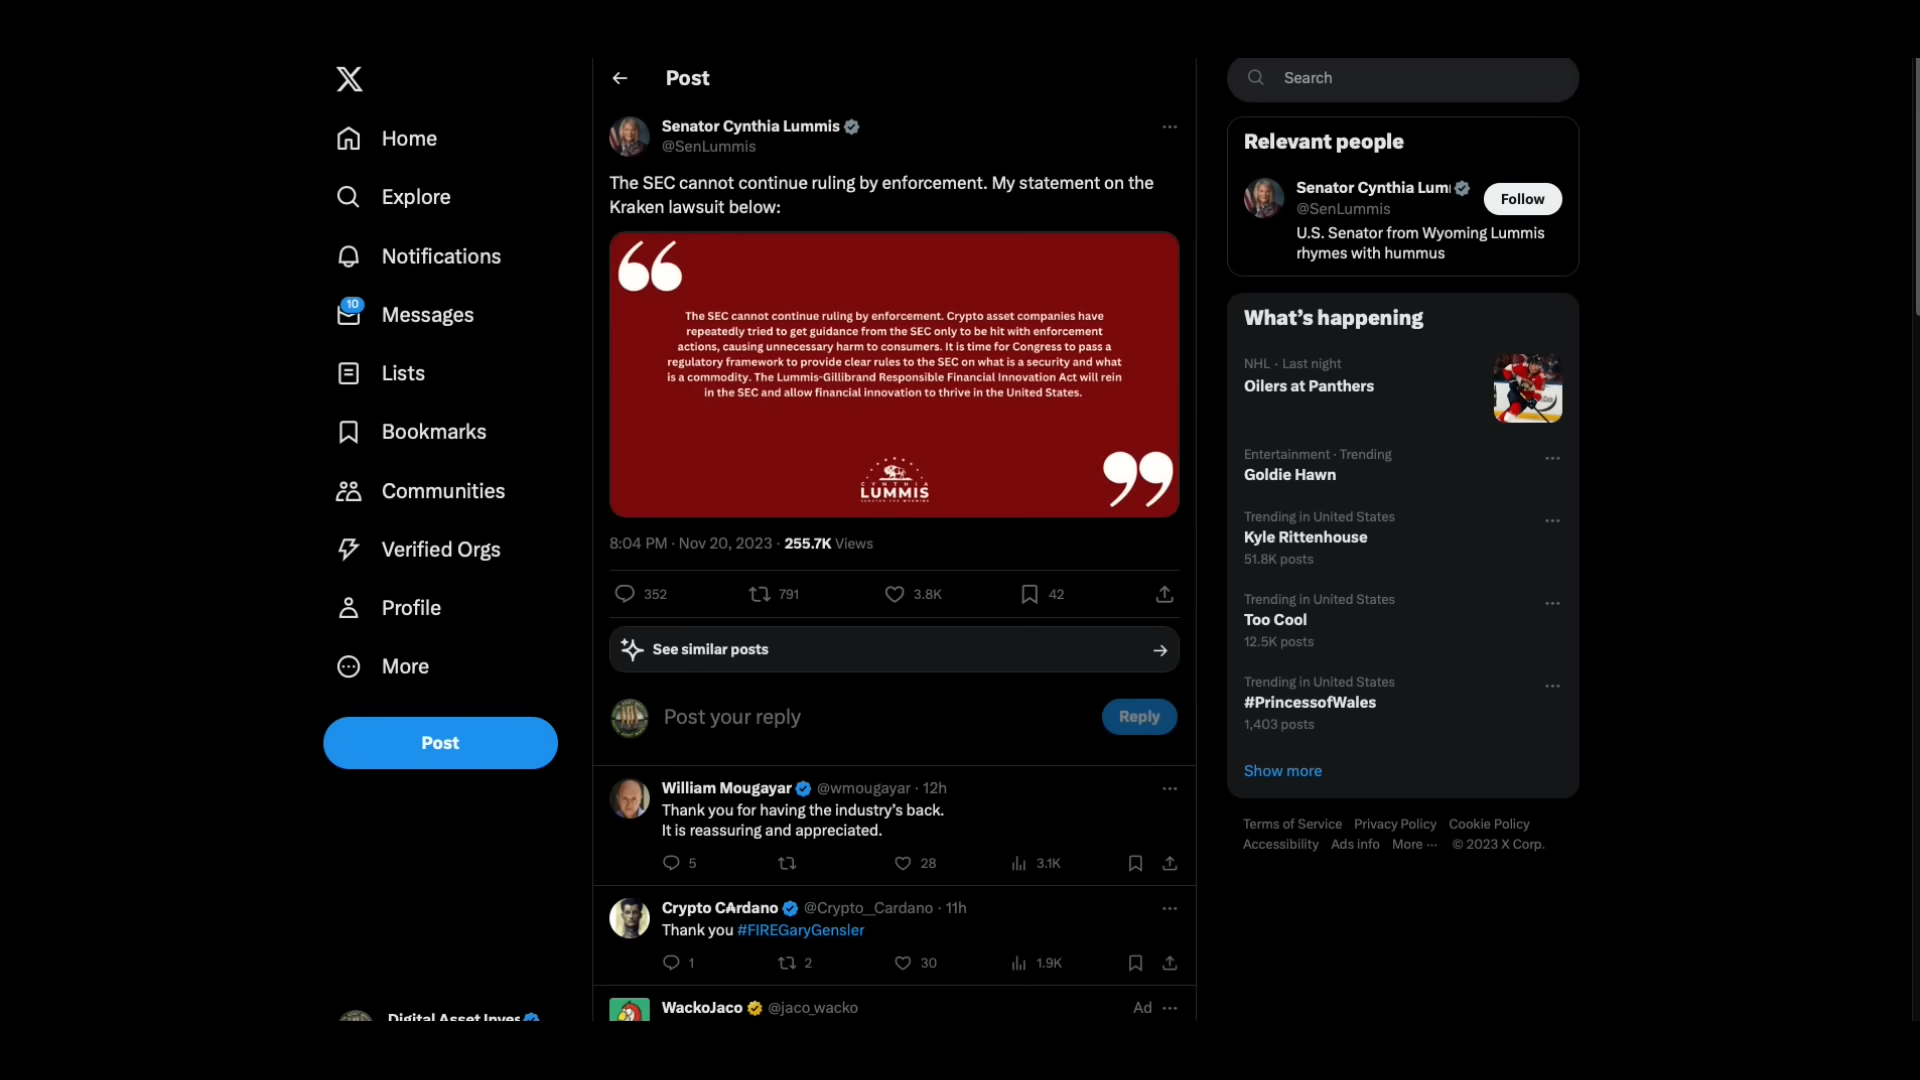 Home
Explore
Notifications
10
Messages
Lists
Bookmarks
Communities
Verified Orgs
Profile
More
Post
Digital Asset Inves
Post
Senator Cynthia Lummis
@SenLummis
The SEC cannot continue ruling by enforcement. My statement on the
Kraken lawsuit below:
The SEC cannot continue ruling by enforcement. Crypto asset companies have
repeatedly tried to get guidance from the SEC only to be hit with enforcement
actions, causing unnecessary harm to consumers. It is time for Congress to pass a
regulatory framework to provide clear rules to the SEC on what is a security and what
is a commodity. The Lummis-Gillibrand Responsible Financial Innovation Act will rein
in the SEC and allow financial innovation to thrive in the United States.
CYNTHIA
LUMMIS
8:04 PM · Nov 20, 2023 · 255.7K Views
352 791 3.8K 42
See similar posts
Post your reply
Reply
William Mougayar @wmougayar · 12h
Thank you for having the industry's back.
It is reassuring and appreciated.
5 28 3.1K
Crypto CArdano @Crypto_Cardano · 11h
Thank you #FIREGaryGensler
1 2 30 1.9K
WackoJaco @jaco_wacko Ad
Search
Relevant people
Senator Cynthia Lum
@SenLummis
Follow
U.S. Senator from Wyoming Lummis
rhymes with hummus
What's happening
NHL · Last night
Oilers at Panthers
Entertainment · Trending
Goldie Hawn
Trending in United States
Kyle Rittenhouse
51.8K posts
Trending in United States
Too Cool
12.5K posts
Trending in United States
#PrincessofWales
1,403 posts
Show more
Terms of Service Privacy Policy Cookie Policy
Accessibility Ads info More ··· © 2023 X Corp.